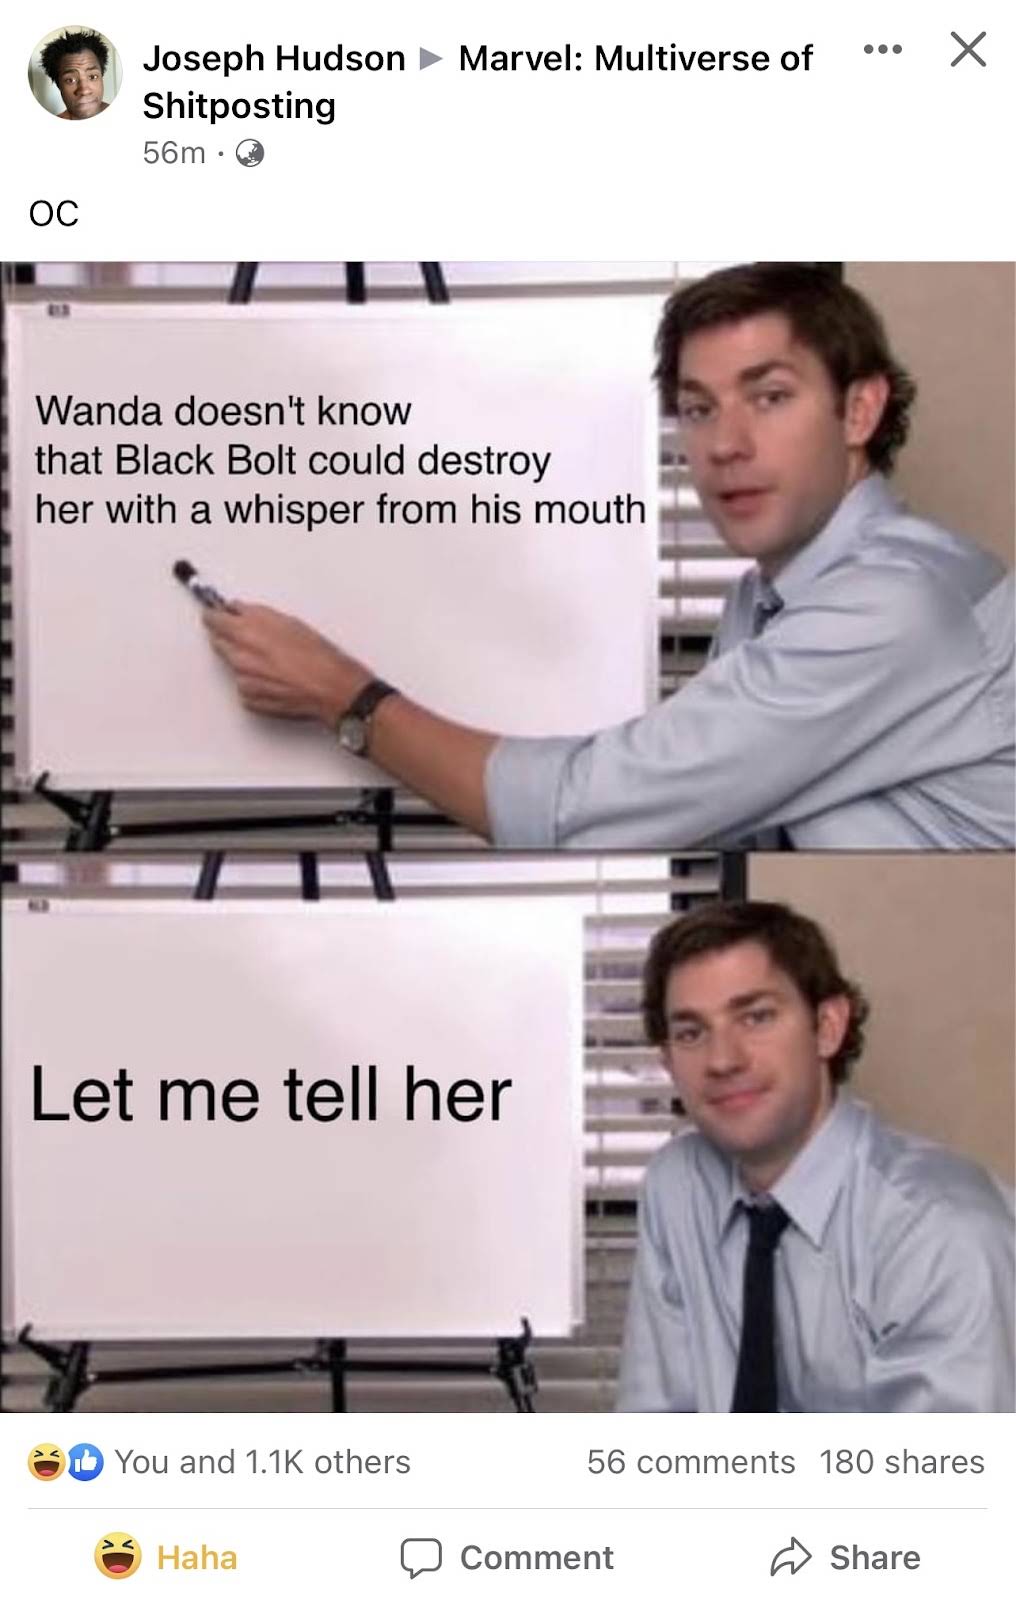 Joseph Hudson ▶ Marvel: Multiverse of
Shitposting
56m ·
OC
Wanda doesn't know
that Black Bolt could destroy
her with a whisper from his mouth
Let me tell her
You and 1.1K others 56 comments 180 shares
Haha Comment Share